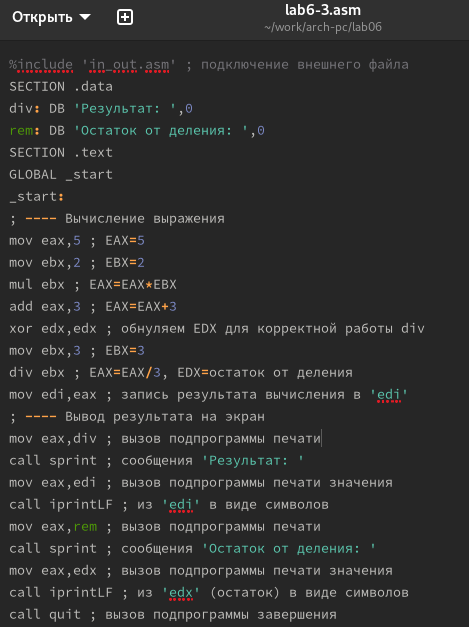 Открыть
lab6-3.asm
~/work/arch-pc/lab06
%include 'in_out.asm' ; подключение внешнего файла
SECTION .data
div: DB 'Результат: ',0
rem: DB 'Остаток от деления: ',0
SECTION .text
GLOBAL _start
_start:
; ---- Вычисление выражения
mov eax,5 ; EAX=5
mov ebx,2 ; EBX=2
mul ebx ; EAX=EAX*EBX
add eax,3 ; EAX=EAX+3
xor edx,edx ; обнуляем EDX для корректной работы div
mov ebx,3 ; EBX=3
div ebx ; EAX=EAX/3, EDX=остаток от деления
mov edi,eax ; запись результата вычисления в 'edi'
; ---- Вывод результата на экран
mov eax,div ; вызов подпрограммы печати
call sprint ; сообщения 'Результат: '
mov eax,edi ; вызов подпрограммы печати значения
call iprintLF ; из 'edi' в виде символов
mov eax,rem ; вызов подпрограммы печати
call sprint ; сообщения 'Остаток от деления: '
mov eax,edx ; вызов подпрограммы печати значения
call iprintLF ; из 'edx' (остаток) в виде символов
call quit ; вызов подпрограммы завершения